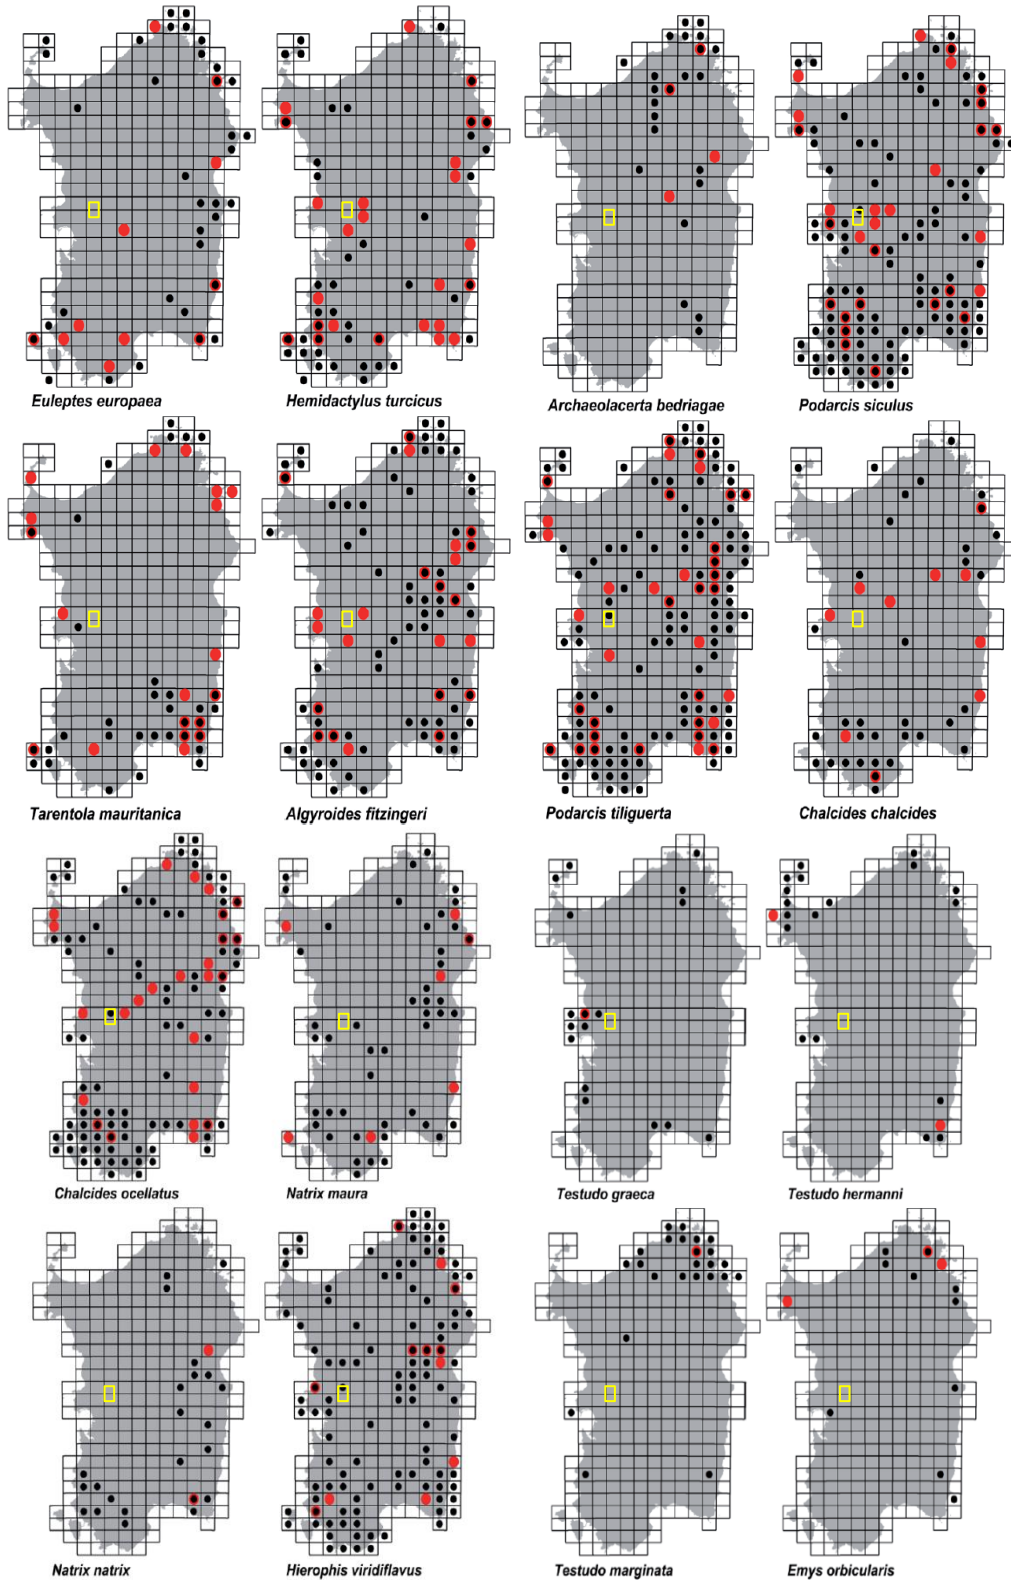 Euleptes europaea
Hemidactylus turcicus
Archaeolacerta bedriagae
Podarcis siculus
Tarentola mauritanica
Algyroides fitzingeri
Podarcis tiliguerta
Chalcides chalcides
Chalcides ocellatus
Natrix maura
Testudo graeca
Testudo hermanni
Natrix natrix
Hierophis viridiflavus
Testudo marginata
Emys orbicularis